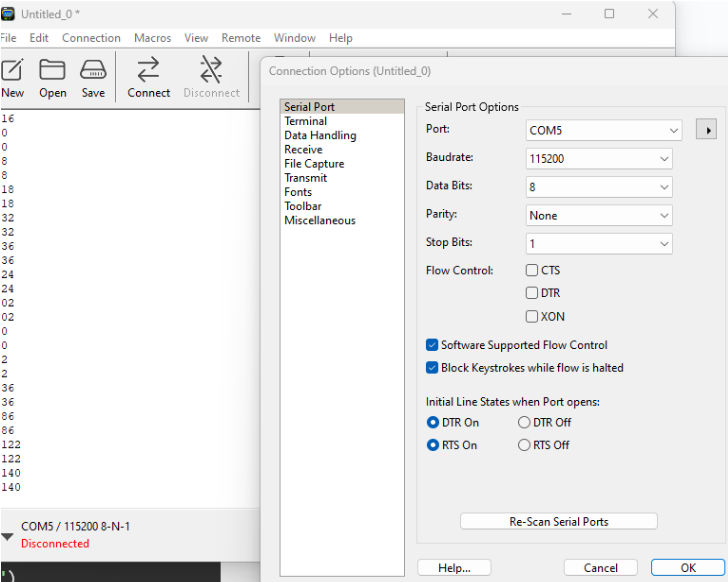 Untitled_0 *
File Edit Connection Macros View Remote Window Help
New Open Save Connect Disconnect
16
0
0
8
8
18
18
32
32
36
36
24
24
02
02
0
0
2
2
36
36
86
86
122
122
140
140
COM5 / 115200 8-N-1
Disconnected
Connection Options (Untitled_0)
Serial Port
Terminal
Data Handling
Receive
File Capture
Transmit
Fonts
Toolbar
Miscellaneous
Serial Port Options
Port: COM5
Baudrate: 115200
Data Bits: 8
Parity: None
Stop Bits: 1
Flow Control: CTS
DTR
XON
Software Supported Flow Control
Block Keystrokes while flow is halted
Initial Line States when Port opens:
DTR On DTR Off
RTS On RTS Off
Re-Scan Serial Ports
Help... Cancel OK